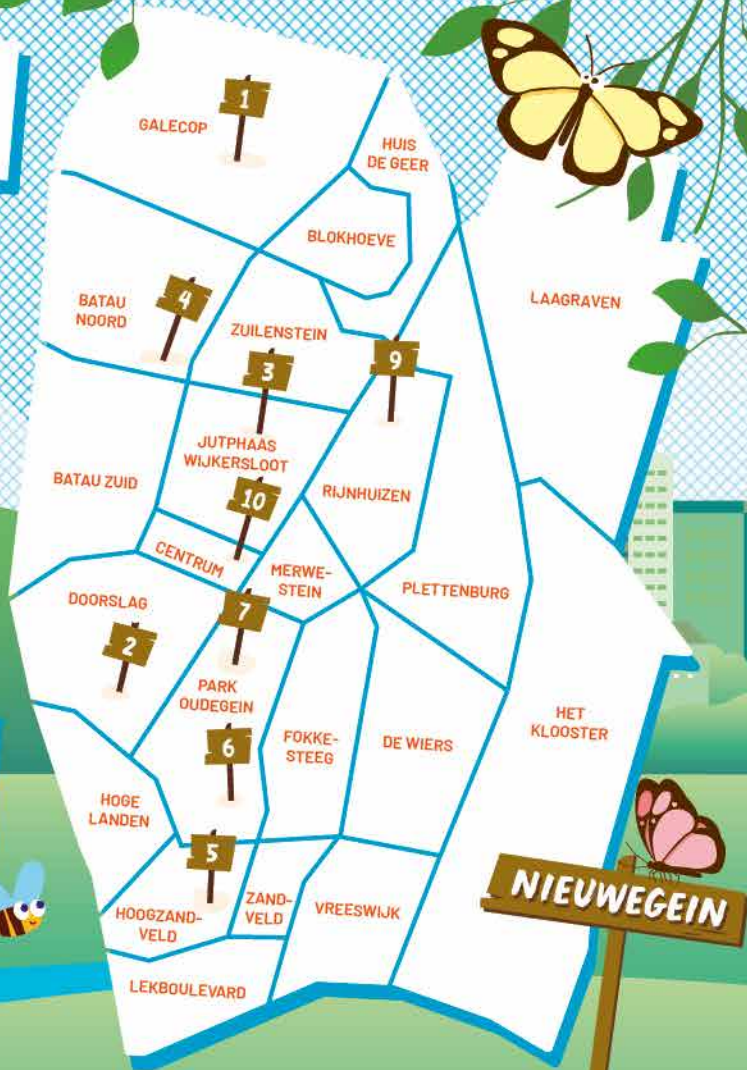 1
GALECOP
HUIS
DE GEER
BLOKHOEVE
LAAGRAVEN
BATAU
NOORD
4
ZUILENSTEIN
3
9
JUTPHAAS
WIJKERSLOOT
BATAU ZUID
10
RIJNHUIZEN
CENTRUM
MERWE-
STEIN
PLETTENBURG
DOORSLAG
2
7
PARK
OUDEGEIN
6
FOKKE-
STEEG
DE WIERS
HET
KLOOSTER
HOGE
LANDEN
5
HOOGZAND-
VELD
ZAND-
VELD
VREESWIJK
NIEUWEGEIN
LEKBOULEVARD